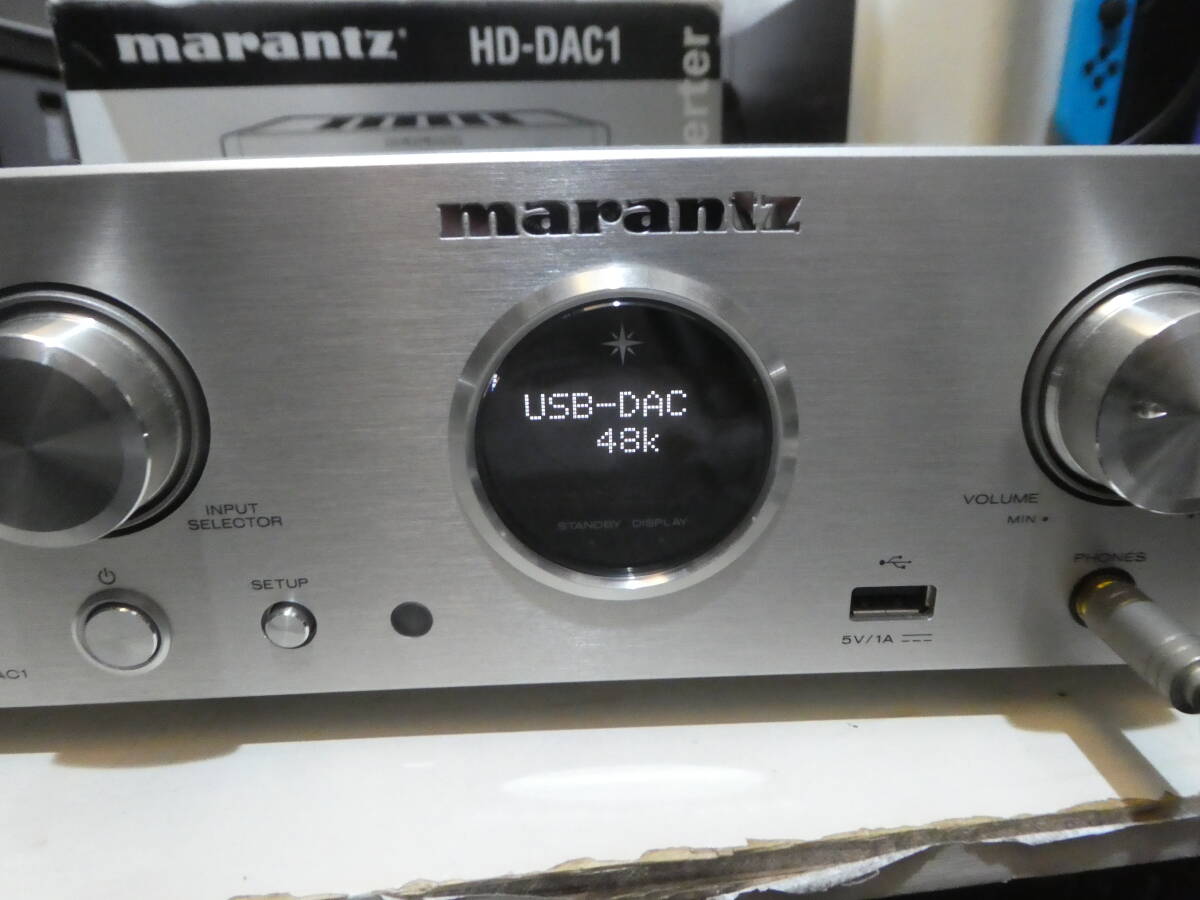 marantz HD-DAC1
erter
marantz
USB-DAC
48k
STANDBY DISPLAY
INPUT
SELECTOR
VOLUME
MIN
SETUP
PHONES
5V/1A
AC1